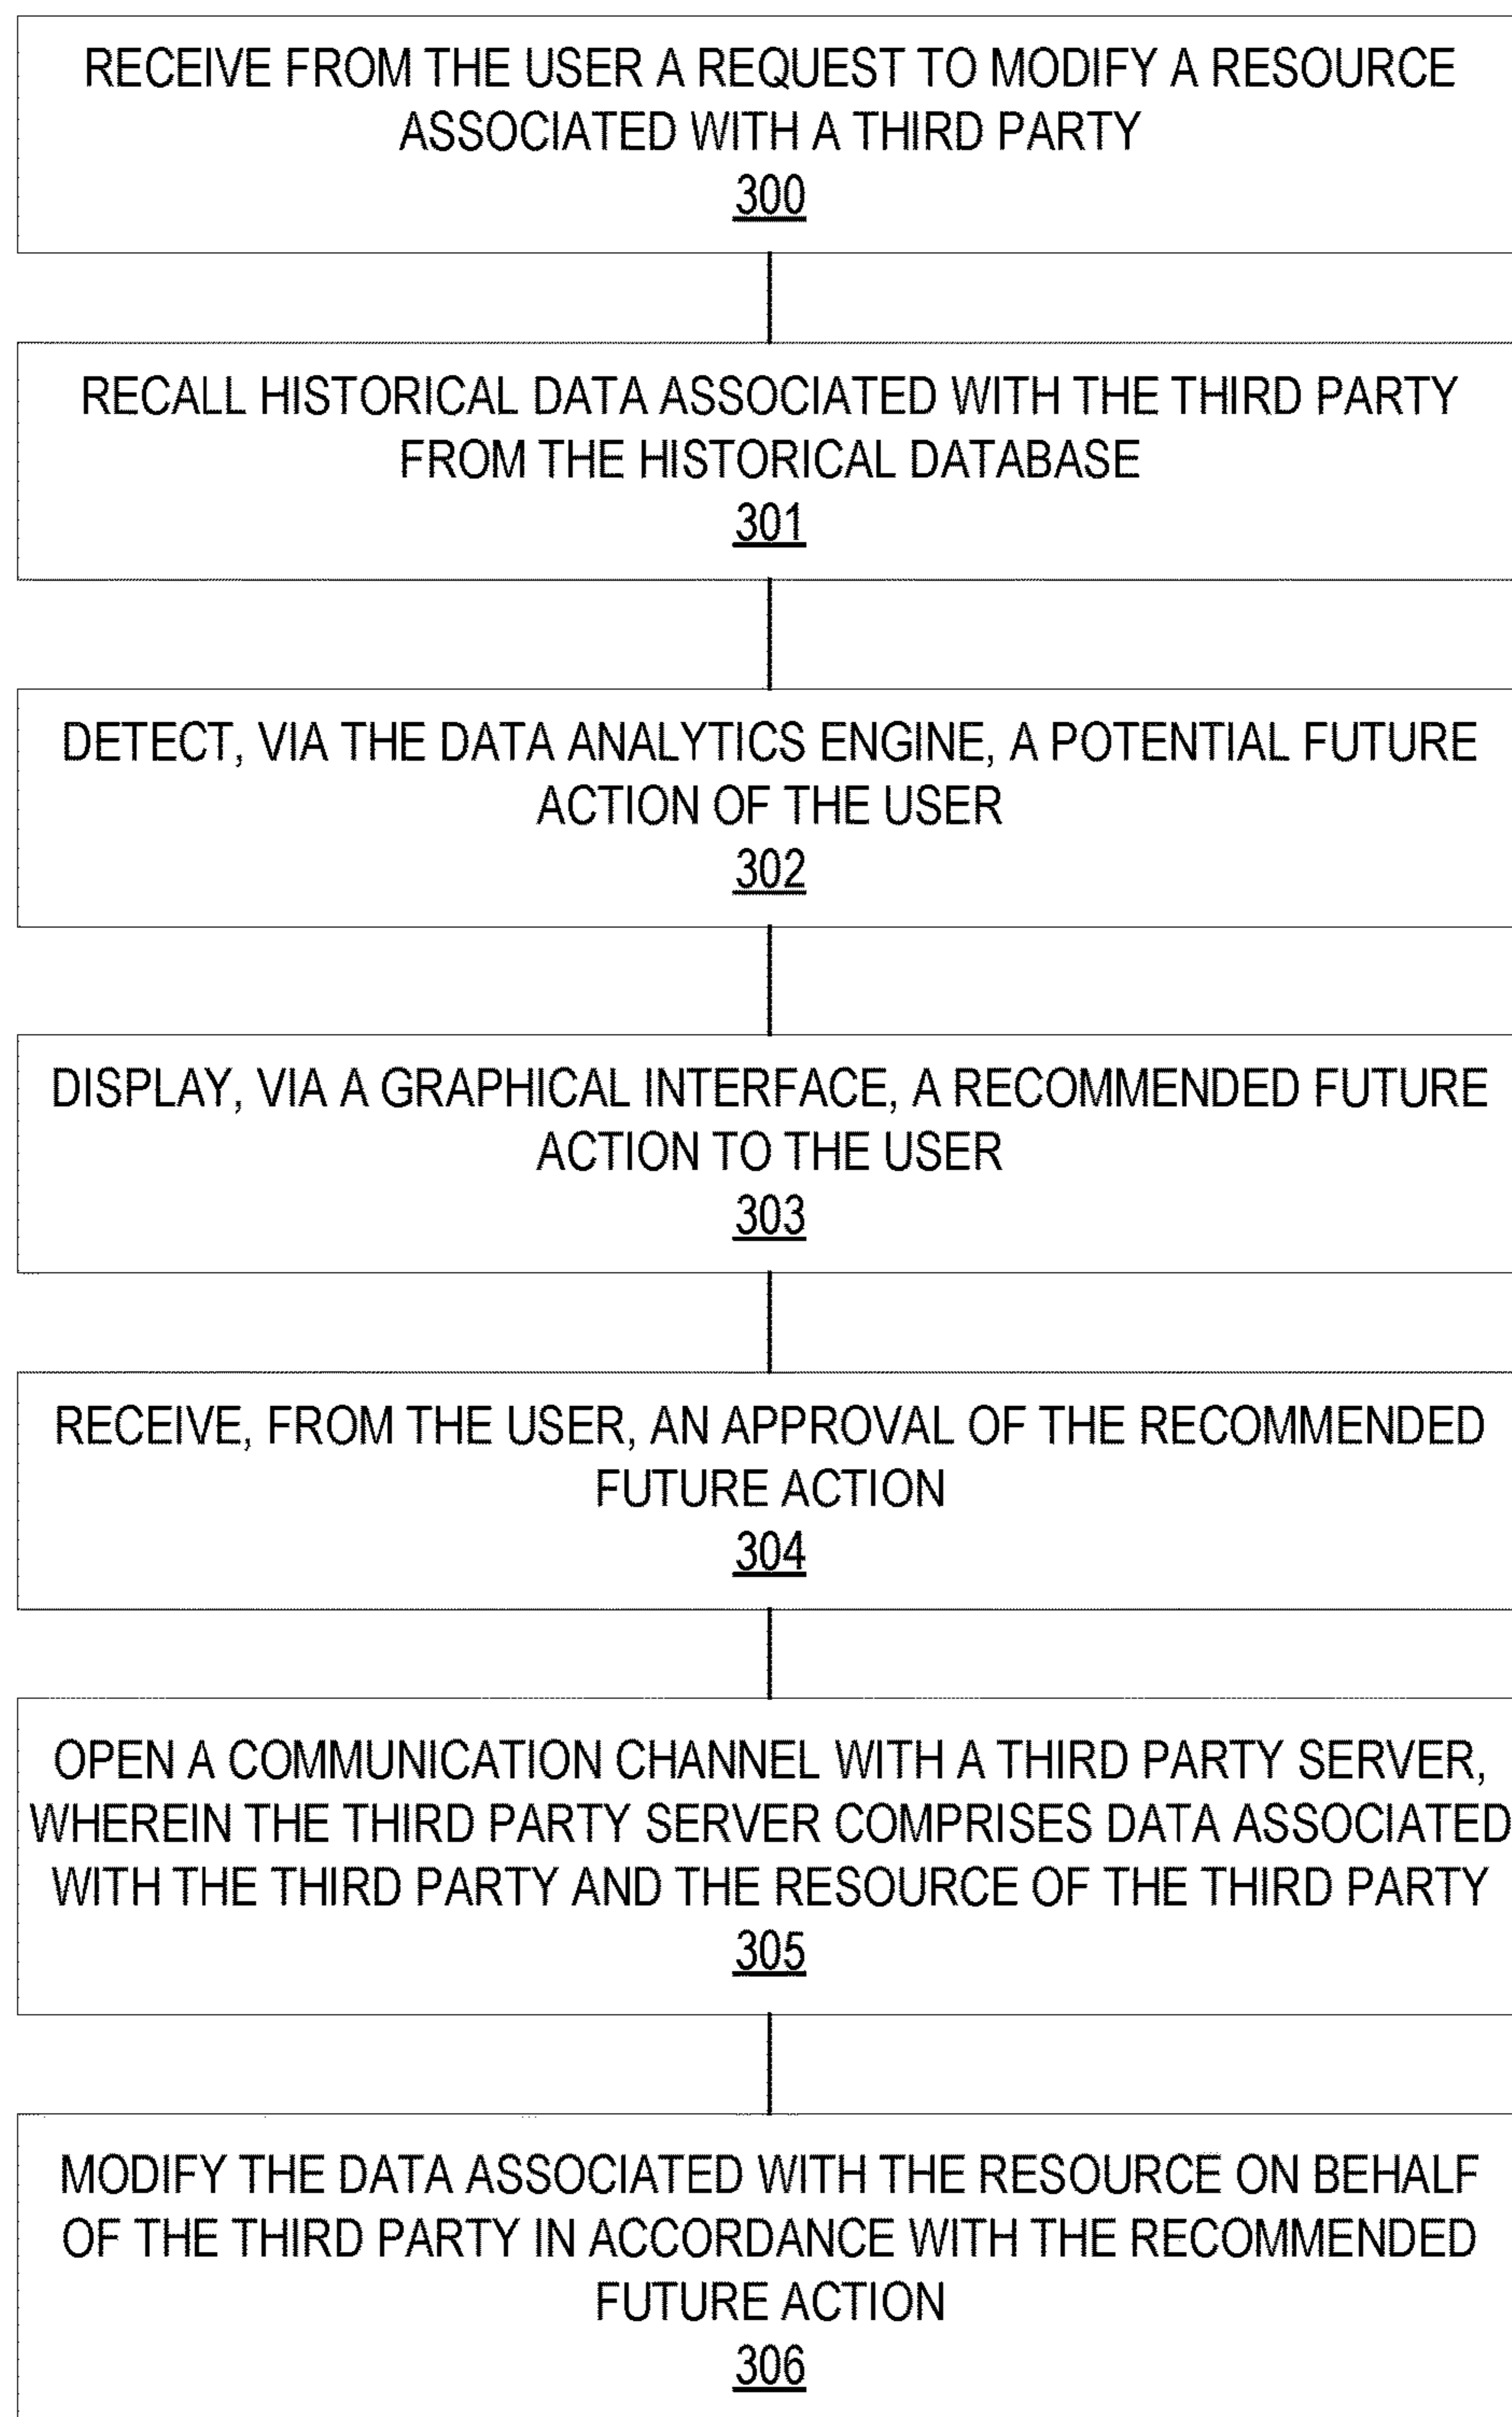 RECEIVE FROM THE USER A REQUEST TO MODIFY A RESOURCE
ASSOCIATED WITH A THIRD PARTY
300
RECALL HISTORICAL DATA ASSOCIATED WITH THE THIRD PARTY
FROM THE HISTORICAL DATABASE
301
DETECT, VIA THE DATA ANALYTICS ENGINE, A POTENTIAL FUTURE
ACTION OF THE USER
302
DISPLAY, VIA A GRAPHICAL INTERFACE, A RECOMMENDED FUTURE
ACTION TO THE USER
303
RECEIVE, FROM THE USER, AN APPROVAL OF THE RECOMMENDED
FUTURE ACTION
304
OPEN A COMMUNICATION CHANNEL WITH A THIRD PARTY SERVER,
WHEREIN THE THIRD PARTY SERVER COMPRISES DATA ASSOCIATED
WITH THE THIRD PARTY AND THE RESOURCE OF THE THIRD PARTY
305
MODIFY THE DATA ASSOCIATED WITH THE RESOURCE ON BEHALF
OF THE THIRD PARTY IN ACCORDANCE WITH THE RECOMMENDED
FUTURE ACTION
306